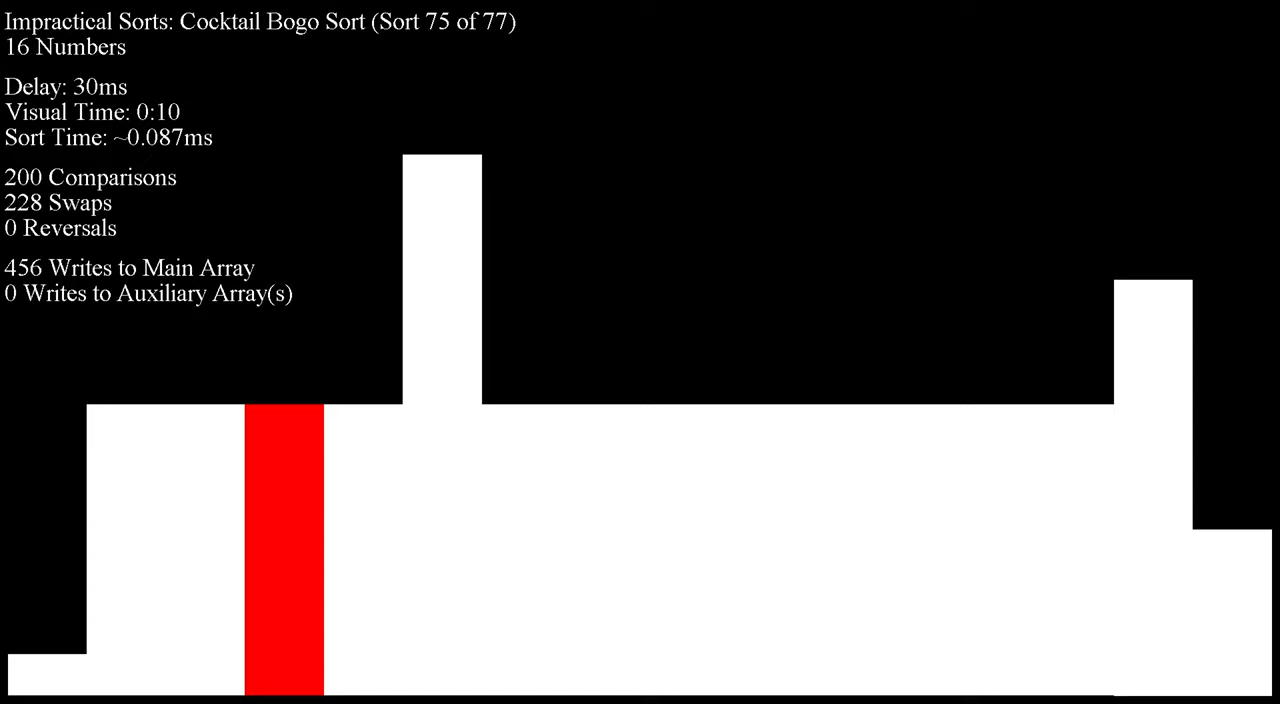 Impractical Sorts: Cocktail Bogo Sort (Sort 75 of 77)
16 Numbers
Delay: 30ms
Visual Time: 0:10
Sort Time: ~0.087ms
200 Comparisons
228 Swaps
0 Reversals
456 Writes to Main Array
0 Writes to Auxiliary Array(s)